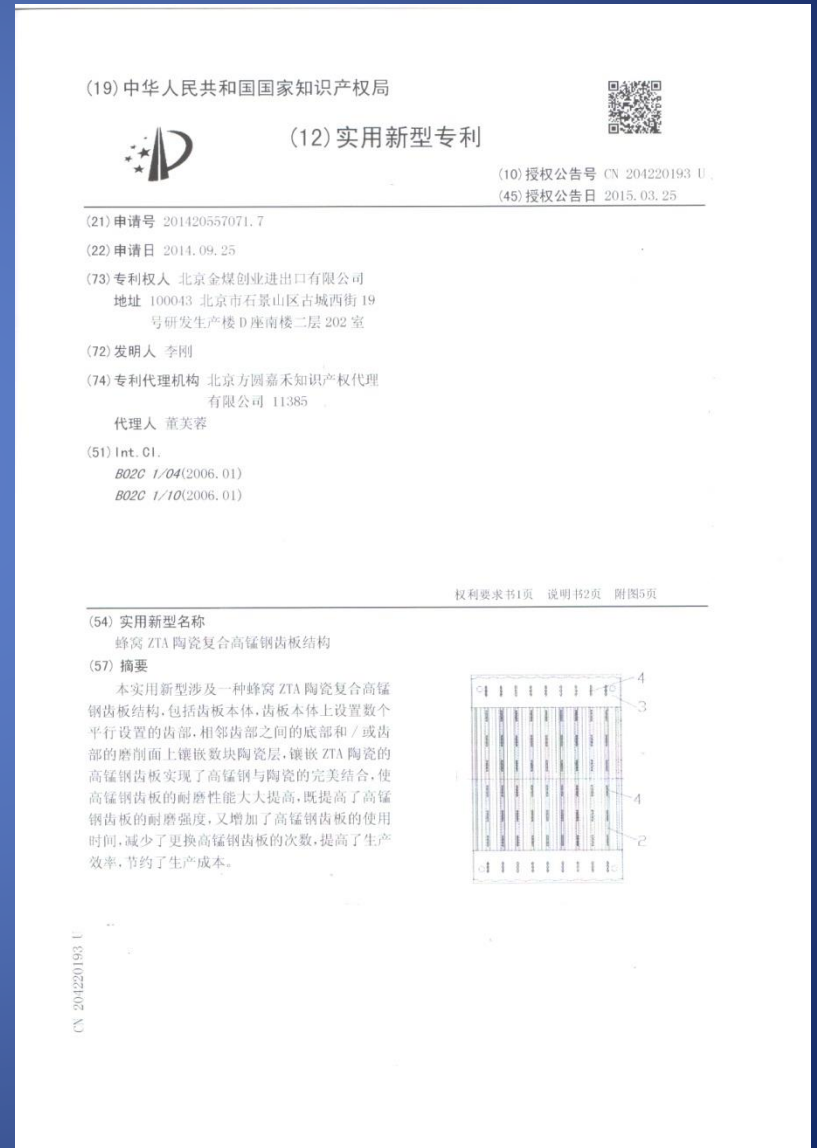 (19)中华人民共和国国家知识产权局
(12)实用新型专利
(10)授权公告号 CN 204220193 U
(45)授权公告日 2015.03.25
(21)申请号 201420557071.7
(22)申请日 2014.09.25
(73)专利权人 北京金煤创业进出口有限公司
地址 100043 北京市石景山区古城西街19
号研发生产楼D座南楼二层202室
(72)发明人 李刚
(74)专利代理机构 北京方圆嘉禾知识产权代理
有限公司 11385
代理人 董芙蓉
(51)Int.Cl.
B02C 1/04(2006.01)
B02C 1/10(2006.01)
权利要求书1页 说明书2页 附图5页
(54)实用新型名称
蜂窝ZTA陶瓷复合高锰钢齿板结构
(57)摘要
本实用新型涉及一种蜂窝ZTA陶瓷复合高锰
钢齿板结构,包括齿板本体,齿板本体上设置数个
平行设置的齿部,相邻齿部之间的底部和/或齿
部的磨削面上镶嵌数块陶瓷层,镶嵌ZTA陶瓷的
高锰钢齿板实现了高锰钢与陶瓷的完美结合,使
高锰钢齿板的耐磨性能大大提高,既提高了高锰
钢齿板的耐磨强度,又增加了高锰钢齿板的使用
时间,减少了更换高锰钢齿板的次数,提高了生产
效率,节约了生产成本。
4
3
4
2
CN 204220193 U